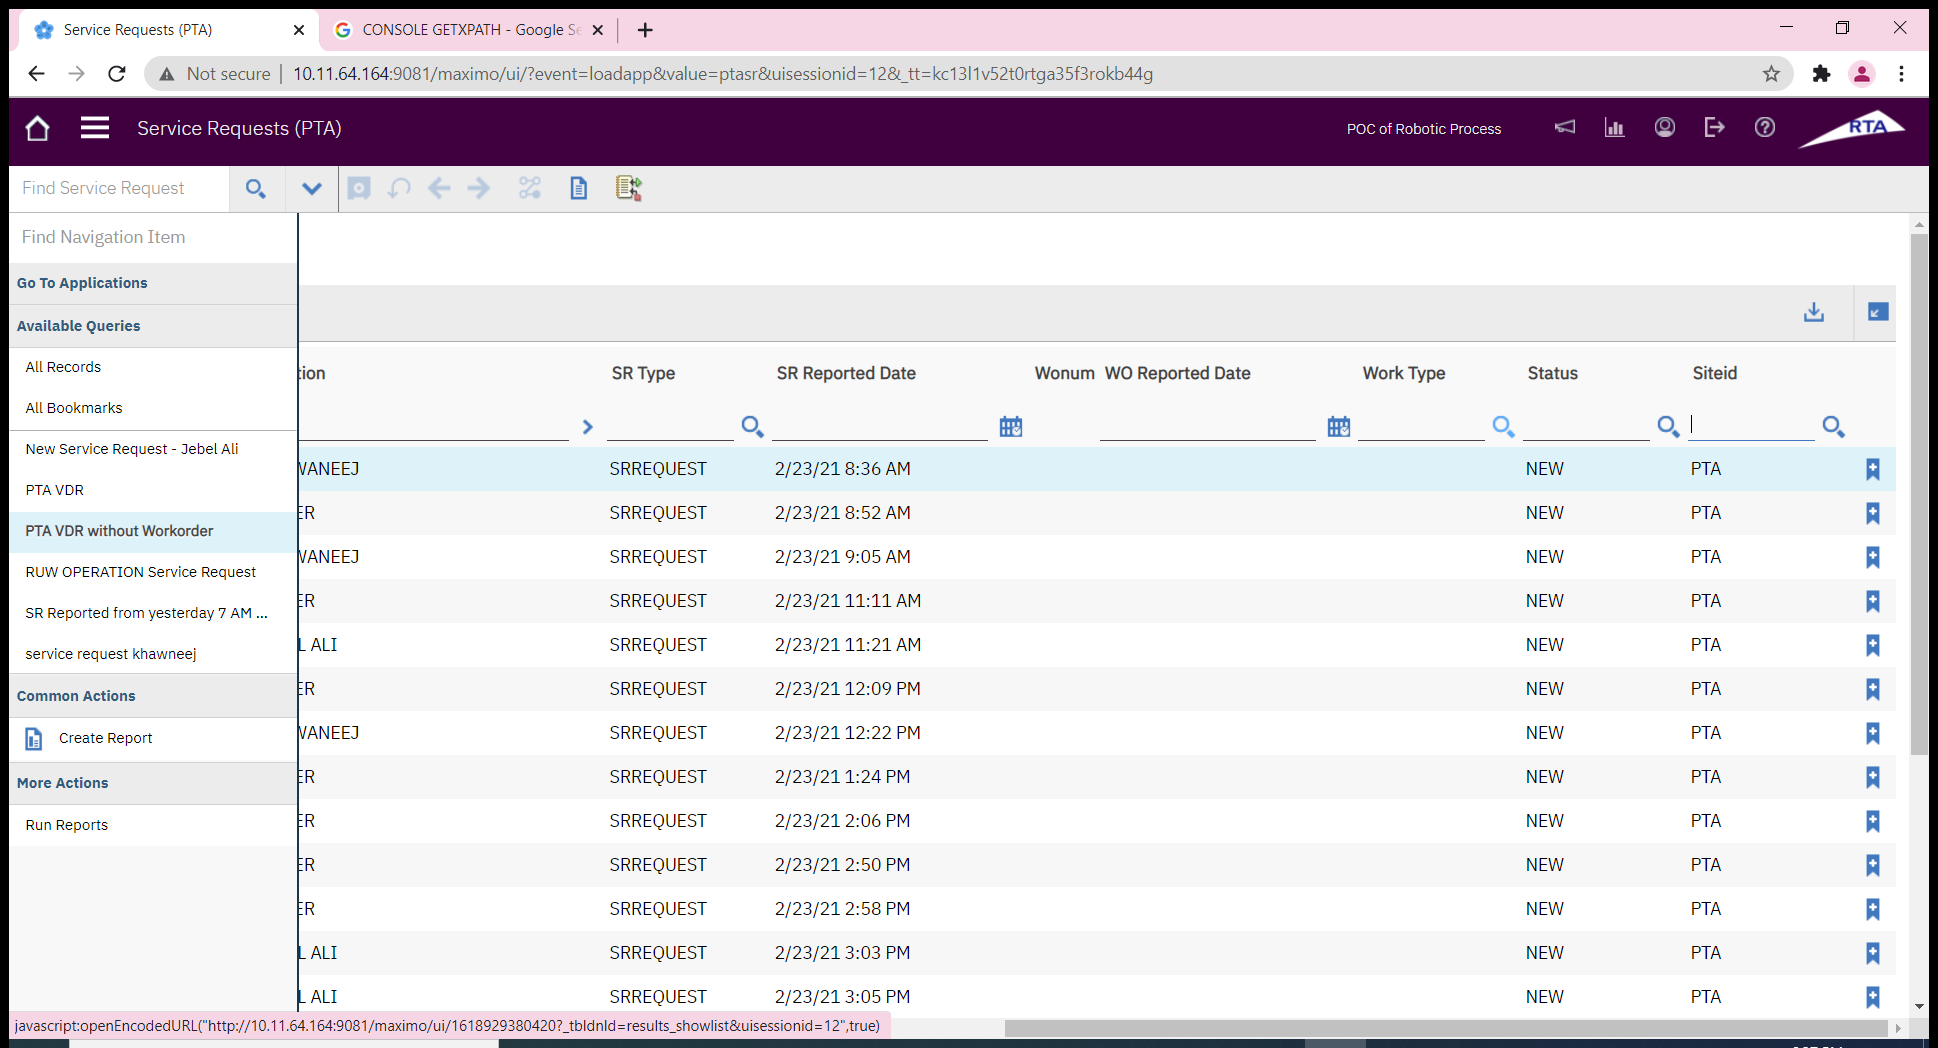 Service Requests (PTA)
CONSOLE GETXPATH - Google Se
Not secure
10.11.64.164:9081/maximo/ui/?event=loadapp&value=ptasr&uisessionid=12&_tt=kc13l1v52t0rtga35f3rokb44g
Service Requests (PTA)
POC of Robotic Process
RTA
Find Service Request
Find Navigation Item
Go To Applications
Available Queries
All Records
All Bookmarks
New Service Request - Jebel Ali
PTA VDR
PTA VDR without Workorder
RUW OPERATION Service Request
SR Reported from yesterday 7 AM ...
service request khawneej
Common Actions
Create Report
More Actions
Run Reports
tion SR Type SR Reported Date Wonum WO Reported Date Work Type Status Siteid
WANEEJ SRREQUEST 2/23/21 8:36 AM NEW PTA
ER SRREQUEST 2/23/21 8:52 AM NEW PTA
WANEEJ SRREQUEST 2/23/21 9:05 AM NEW PTA
ER SRREQUEST 2/23/21 11:11 AM NEW PTA
L ALI SRREQUEST 2/23/21 11:21 AM NEW PTA
ER SRREQUEST 2/23/21 12:09 PM NEW PTA
WANEEJ SRREQUEST 2/23/21 12:22 PM NEW PTA
ER SRREQUEST 2/23/21 1:24 PM NEW PTA
ER SRREQUEST 2/23/21 2:06 PM NEW PTA
ER SRREQUEST 2/23/21 2:50 PM NEW PTA
ER SRREQUEST 2/23/21 2:58 PM NEW PTA
L ALI SRREQUEST 2/23/21 3:03 PM NEW PTA
L ALI SRREQUEST 2/23/21 3:05 PM NEW PTA
javascript:openEncodedURL("http://10.11.64.164:9081/maximo/ui/1618929380420?_tbldnld=results_showlist&uisessionid=12",true)